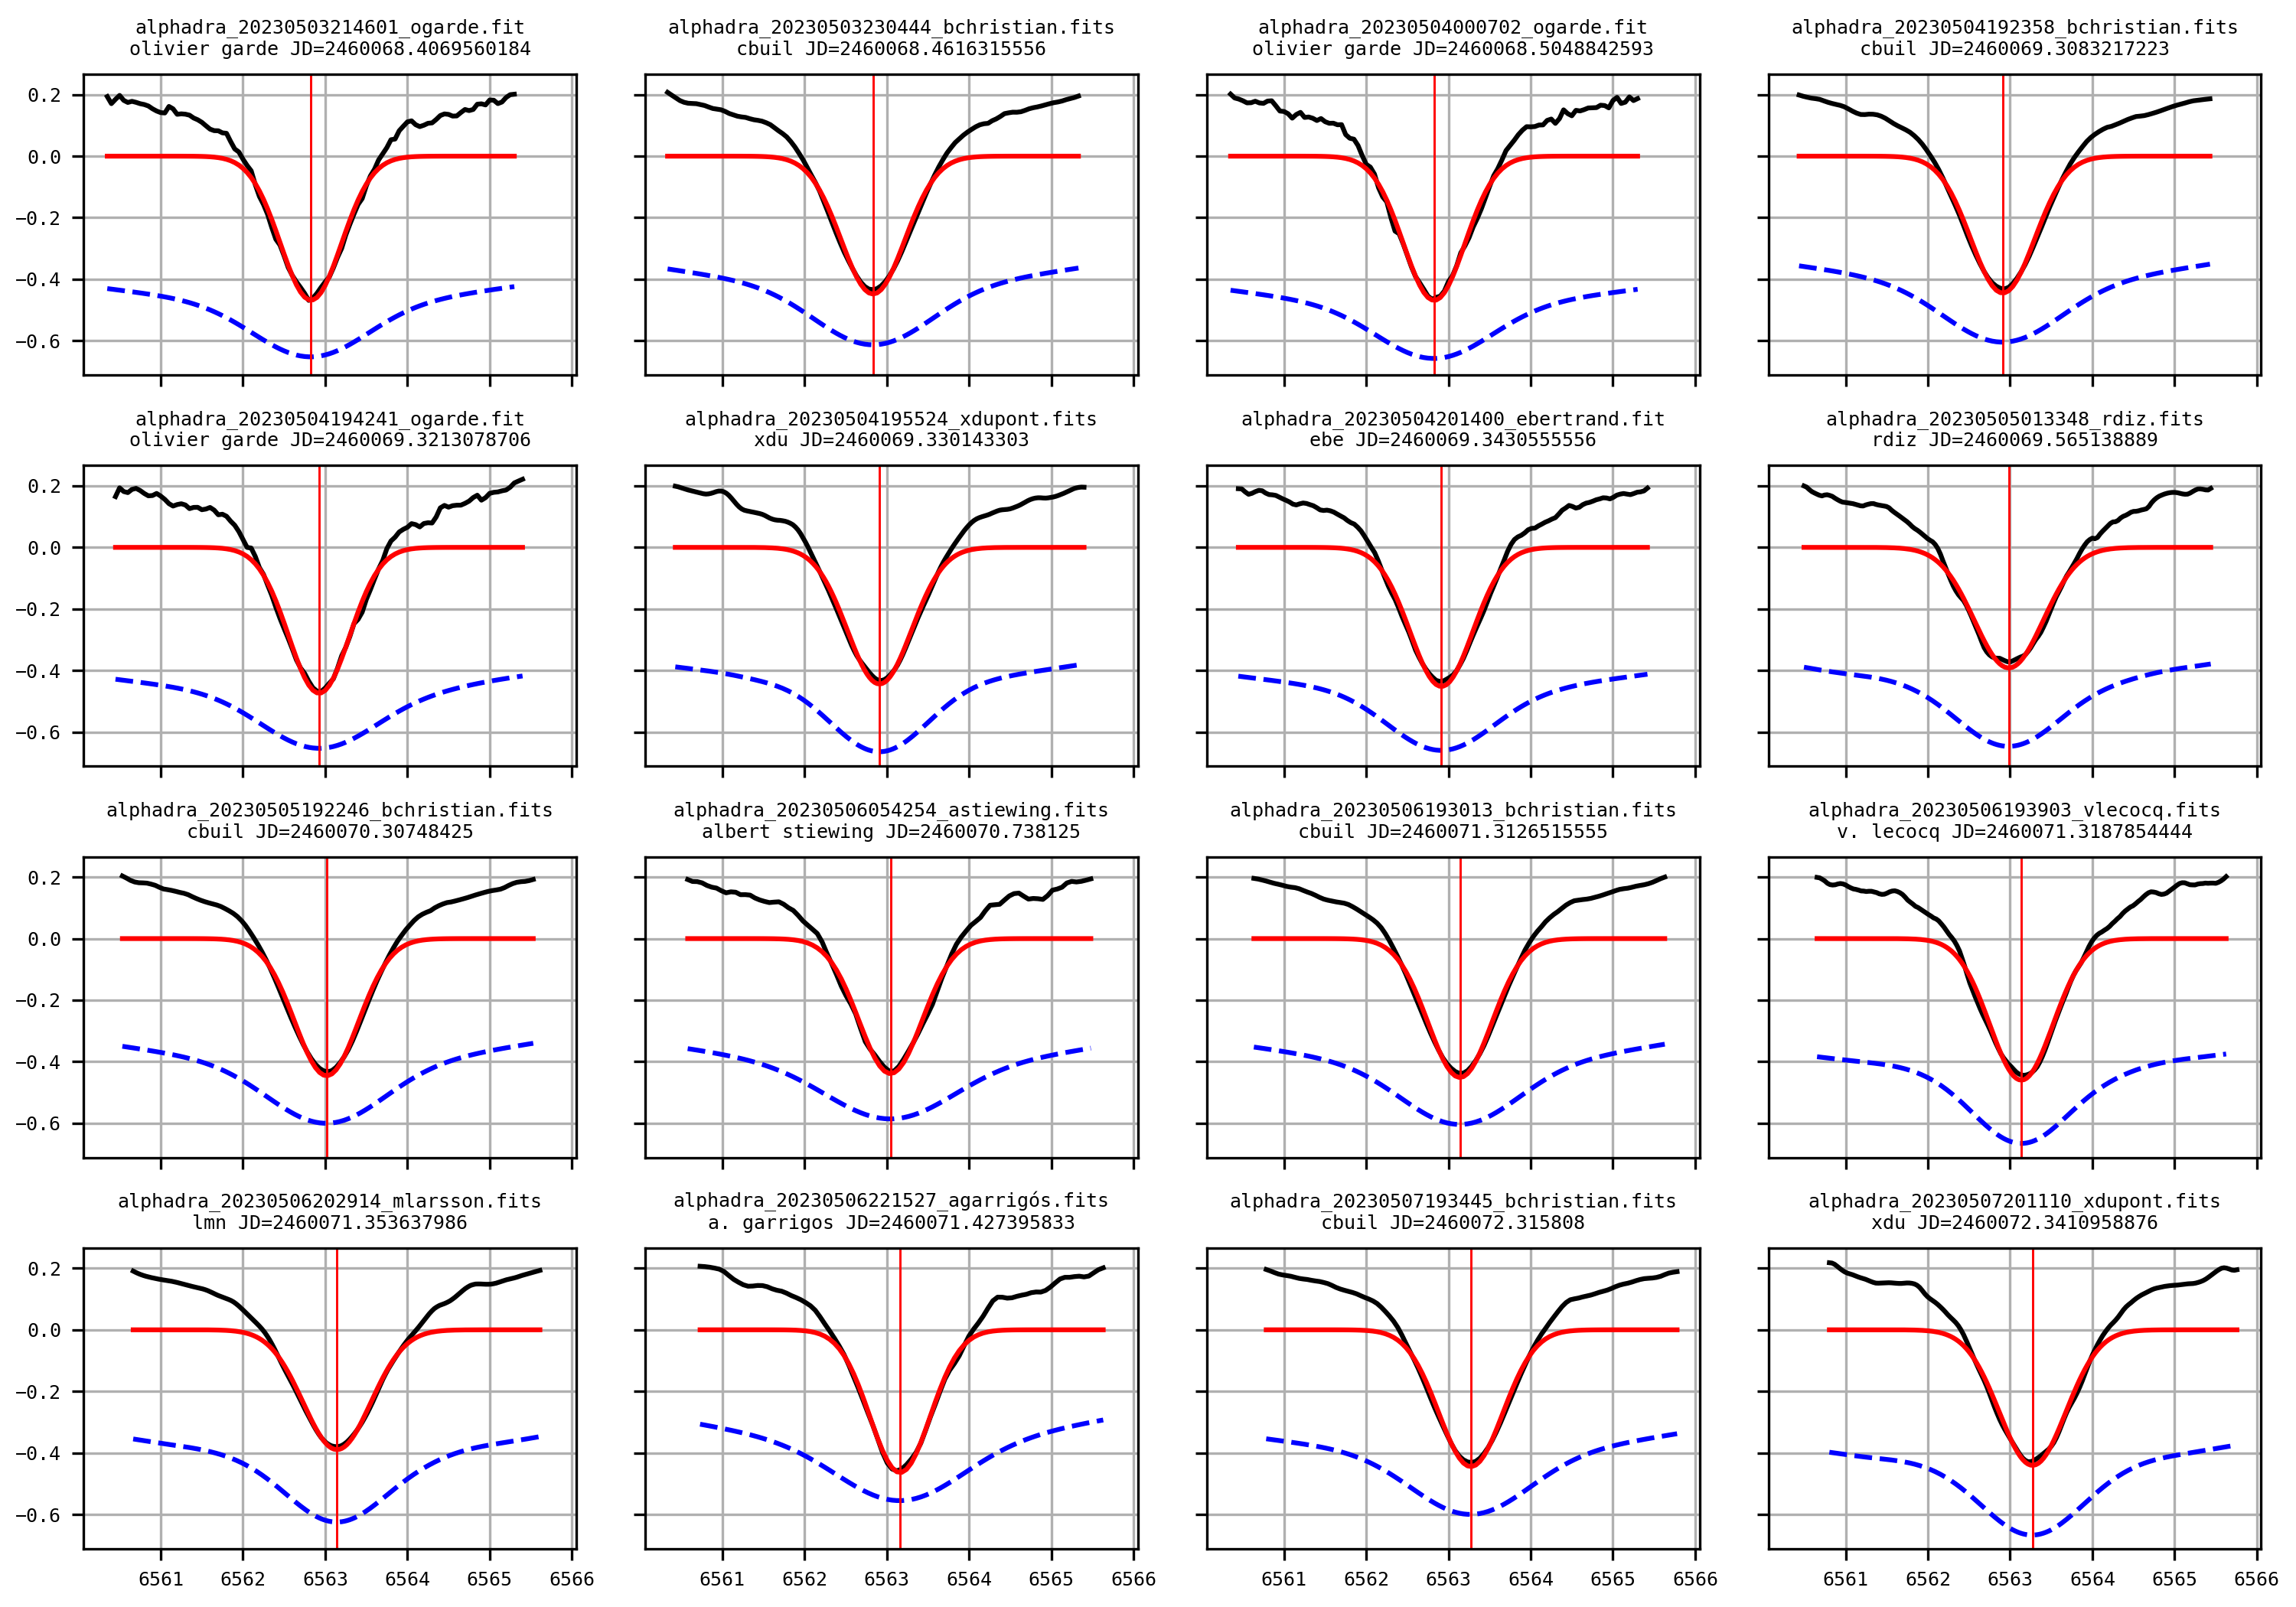 alphadra_20230503214601_ogarde.fit
olivier garde JD=2460068.4069560184
alphadra_20230503230444_bchristian.fits
cbuil JD=2460068.4616315556
alphadra_20230504000702_ogarde.fit
olivier garde JD=2460068.5048842593
alphadra_20230504192358_bchristian.fits
cbuil JD=2460069.3083217223
0.2
0.0
−0.2
−0.4
−0.6
alphadra_20230504194241_ogarde.fit
olivier garde JD=2460069.3213078706
alphadra_20230504195524_xdupont.fits
xdu JD=2460069.330143303
alphadra_20230504201400_ebertrand.fit
ebe JD=2460069.3430555556
alphadra_20230505013348_rdiz.fits
rdiz JD=2460069.565138889
0.2
0.0
−0.2
−0.4
−0.6
alphadra_20230505192246_bchristian.fits
cbuil JD=2460070.30748425
alphadra_20230506054254_astiewing.fits
albert stiewing JD=2460070.738125
alphadra_20230506193013_bchristian.fits
cbuil JD=2460071.3126515555
alphadra_20230506193903_vlecocq.fits
v. lecocq JD=2460071.3187854444
0.2
0.0
−0.2
−0.4
−0.6
alphadra_20230506202914_mlarsson.fits
lmn JD=2460071.353637986
alphadra_20230506221527_agarrigós.fits
a. garrigos JD=2460071.427395833
alphadra_20230507193445_bchristian.fits
cbuil JD=2460072.315808
alphadra_20230507201110_xdupont.fits
xdu JD=2460072.3410958876
0.2
0.0
−0.2
−0.4
−0.6
6561 6562 6563 6564 6565 6566
6561 6562 6563 6564 6565 6566
6561 6562 6563 6564 6565 6566
6561 6562 6563 6564 6565 6566